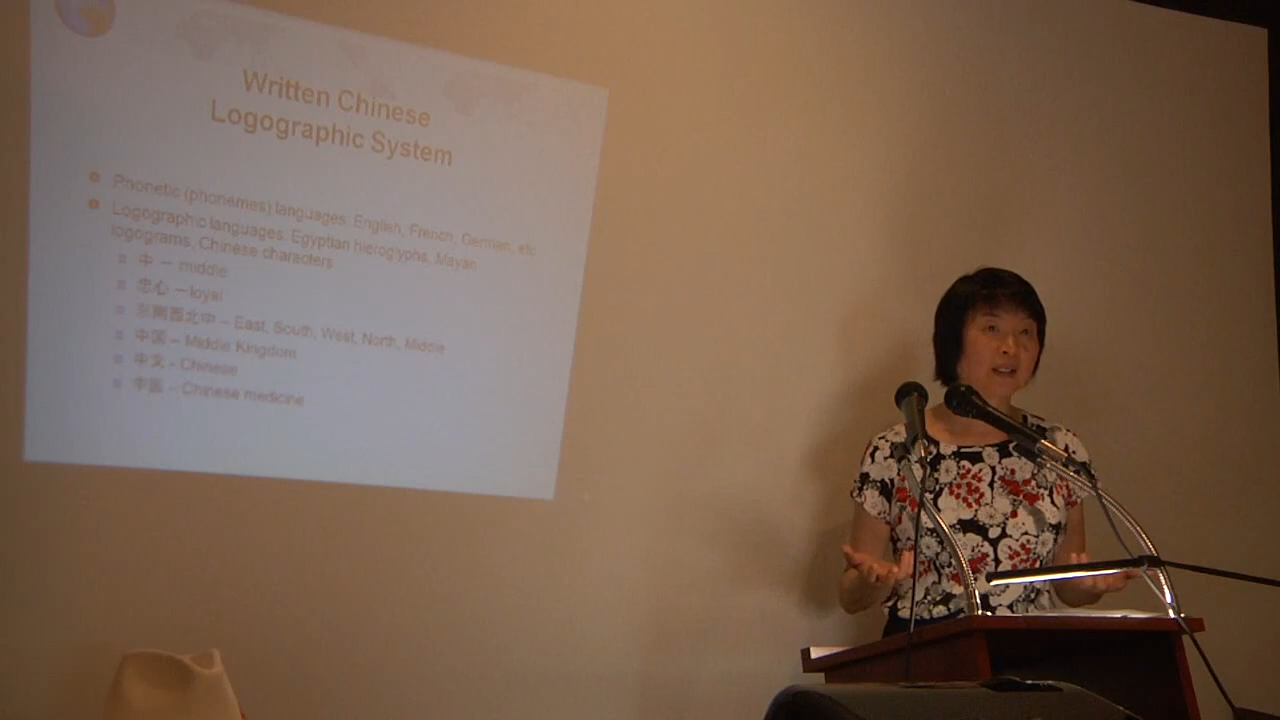 Written Chinese
Logographic System
Phonetic (phonemes) languages: English, French, German, etc
Logographic languages: Egyptian hieroglyphs, Mayan
logograms, Chinese characters
中 – middle
忠心 – loyal
东南西北中 – East, South, West, North, Middle
中国 – Middle Kingdom
中文 - Chinese
中医 – Chinese medicine